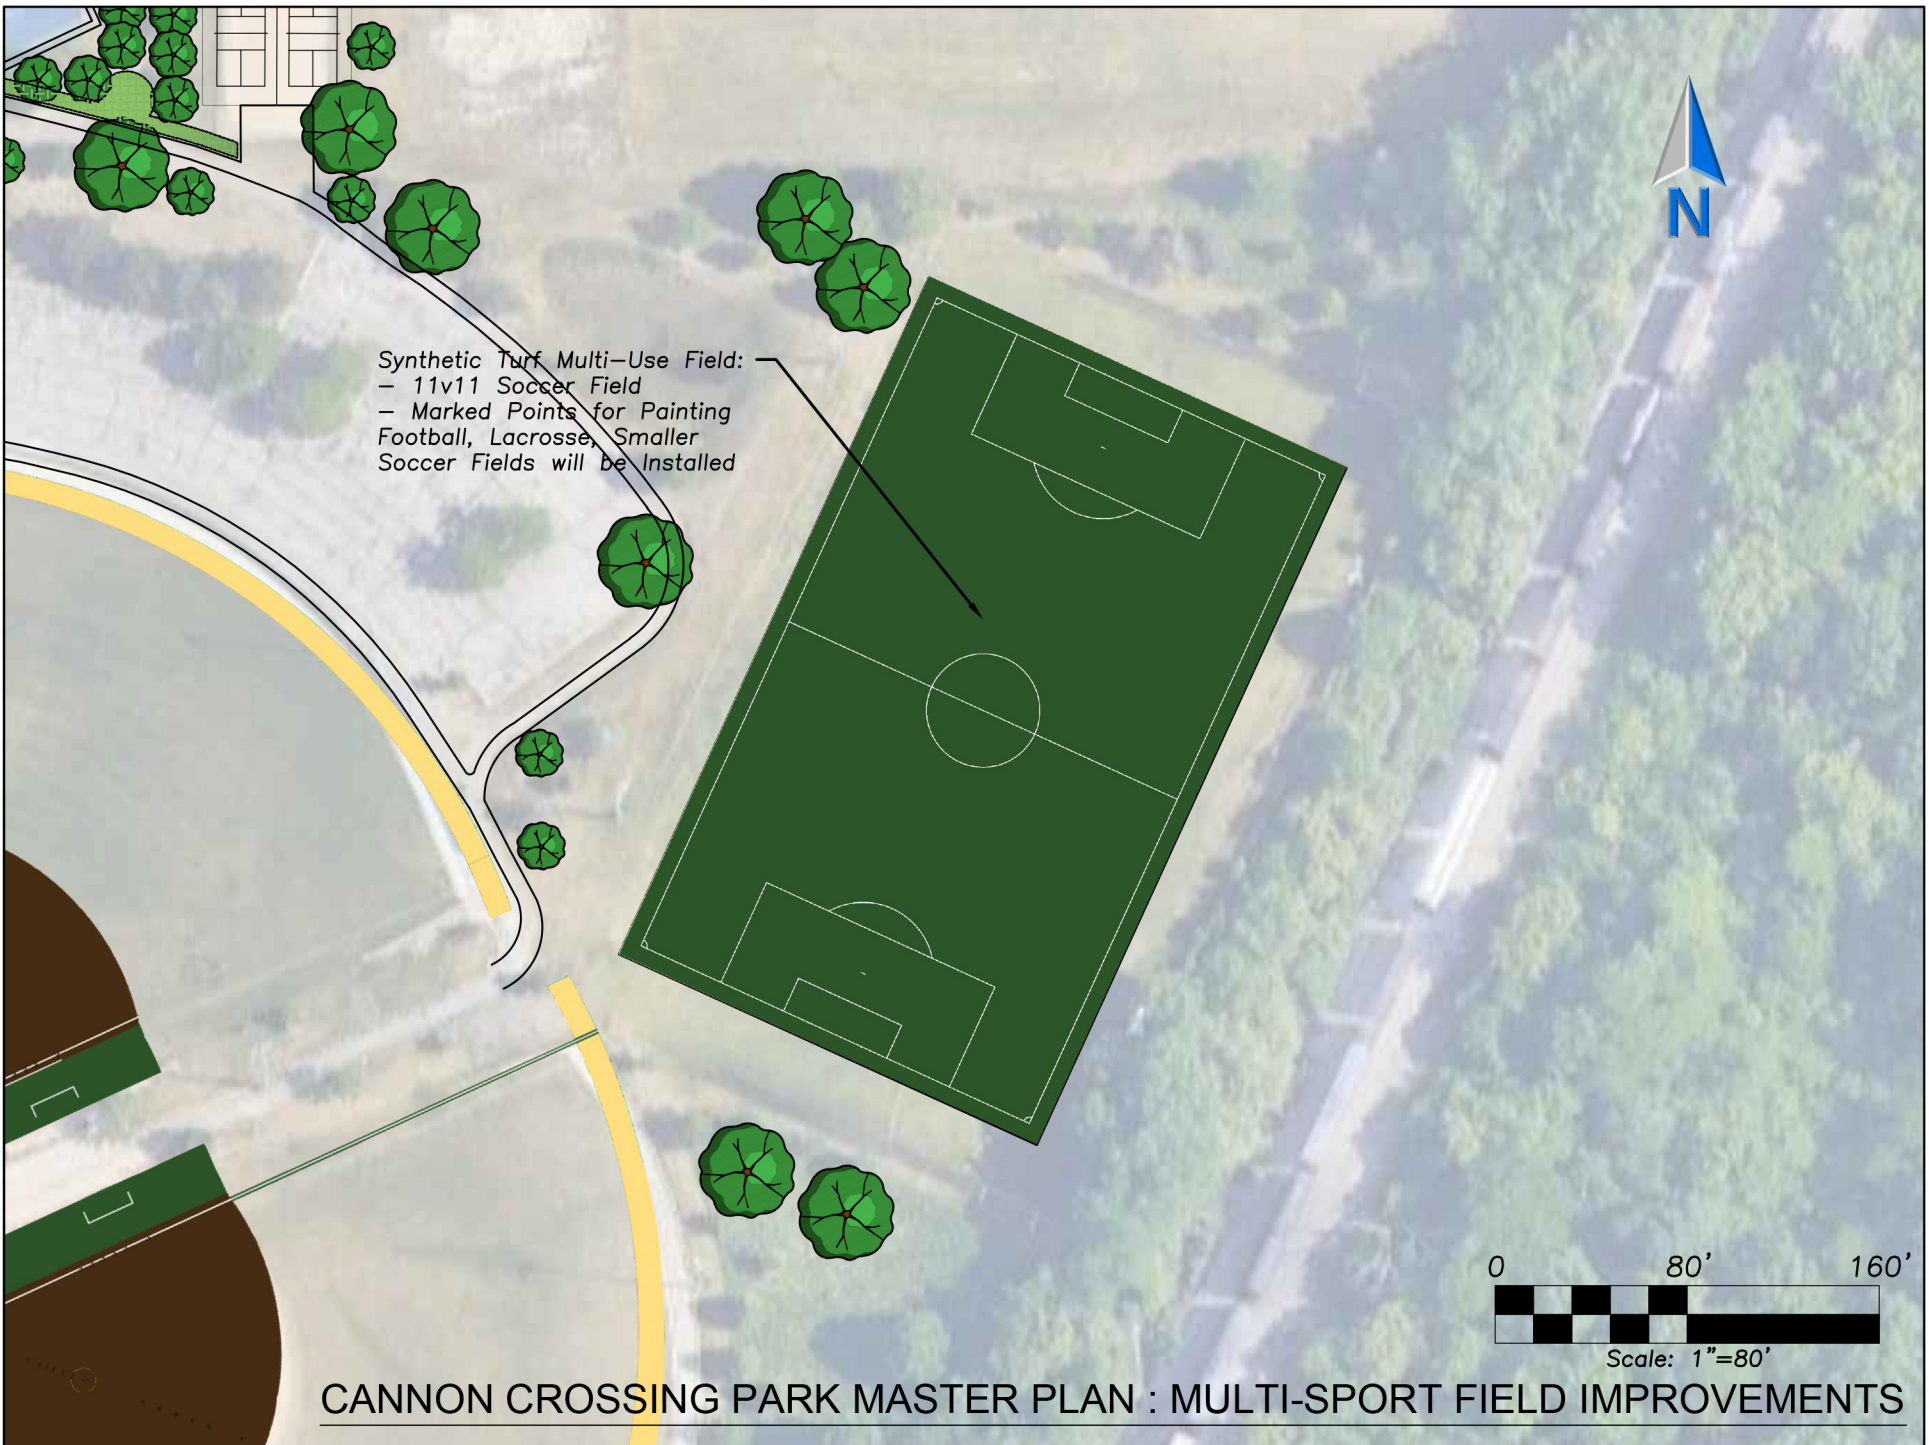 N
Synthetic Turf Multi-Use Field:
- 11v11 Soccer Field
- Marked Points for Painting
Football, Lacrosse, Smaller
Soccer Fields will be Installed
0 80' 160'
Scale: 1"=80'
CANNON CROSSING PARK MASTER PLAN : MULTI-SPORT FIELD IMPROVEMENTS